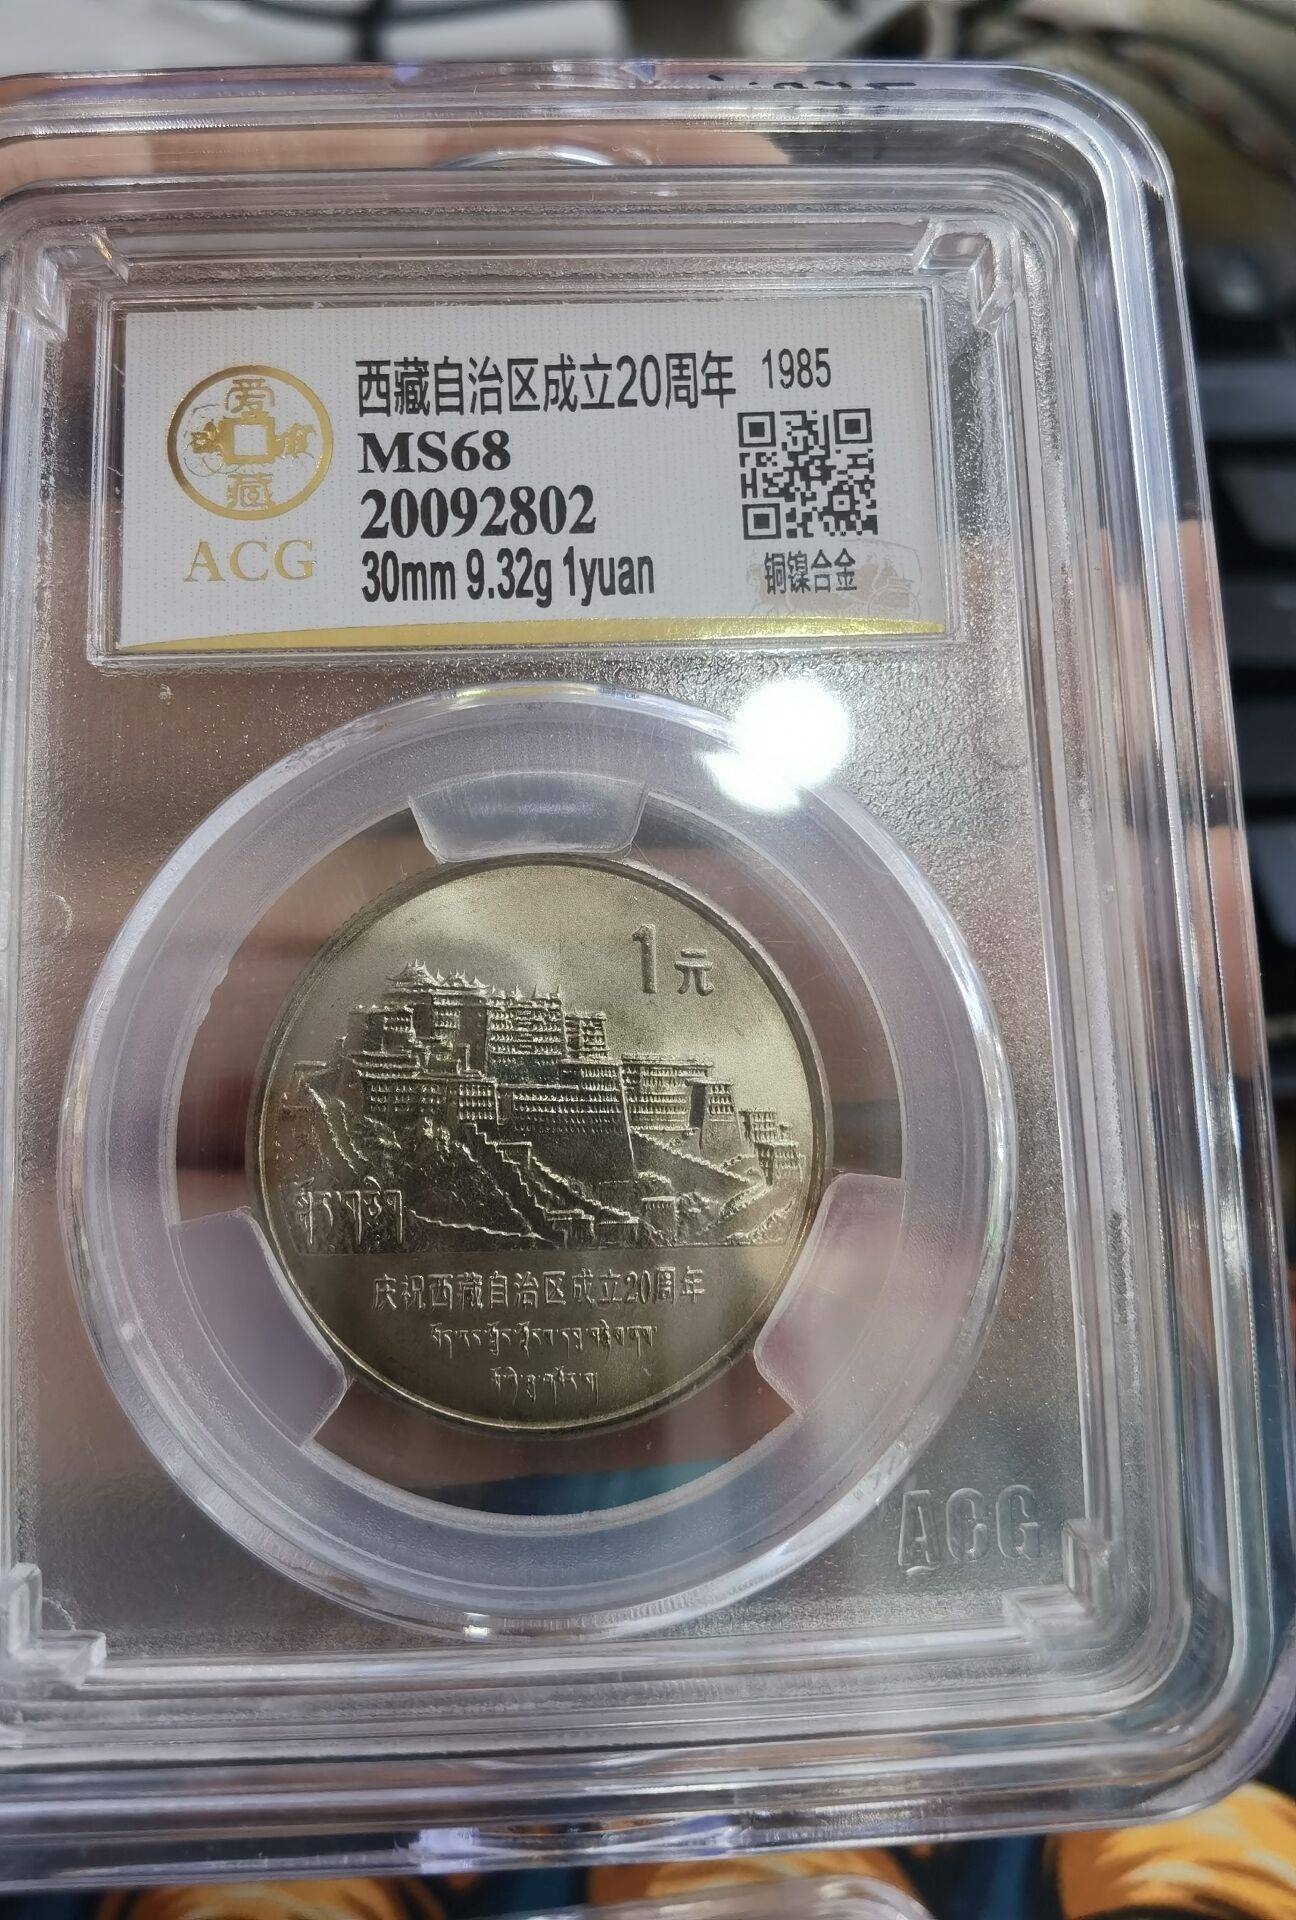 西藏自治区成立20周年 1985
爱藏
MS68
20092802
ACG
30mm 9.32g 1yuan
铜镍合金
1元
庆祝西藏自治区成立20周年
ACG